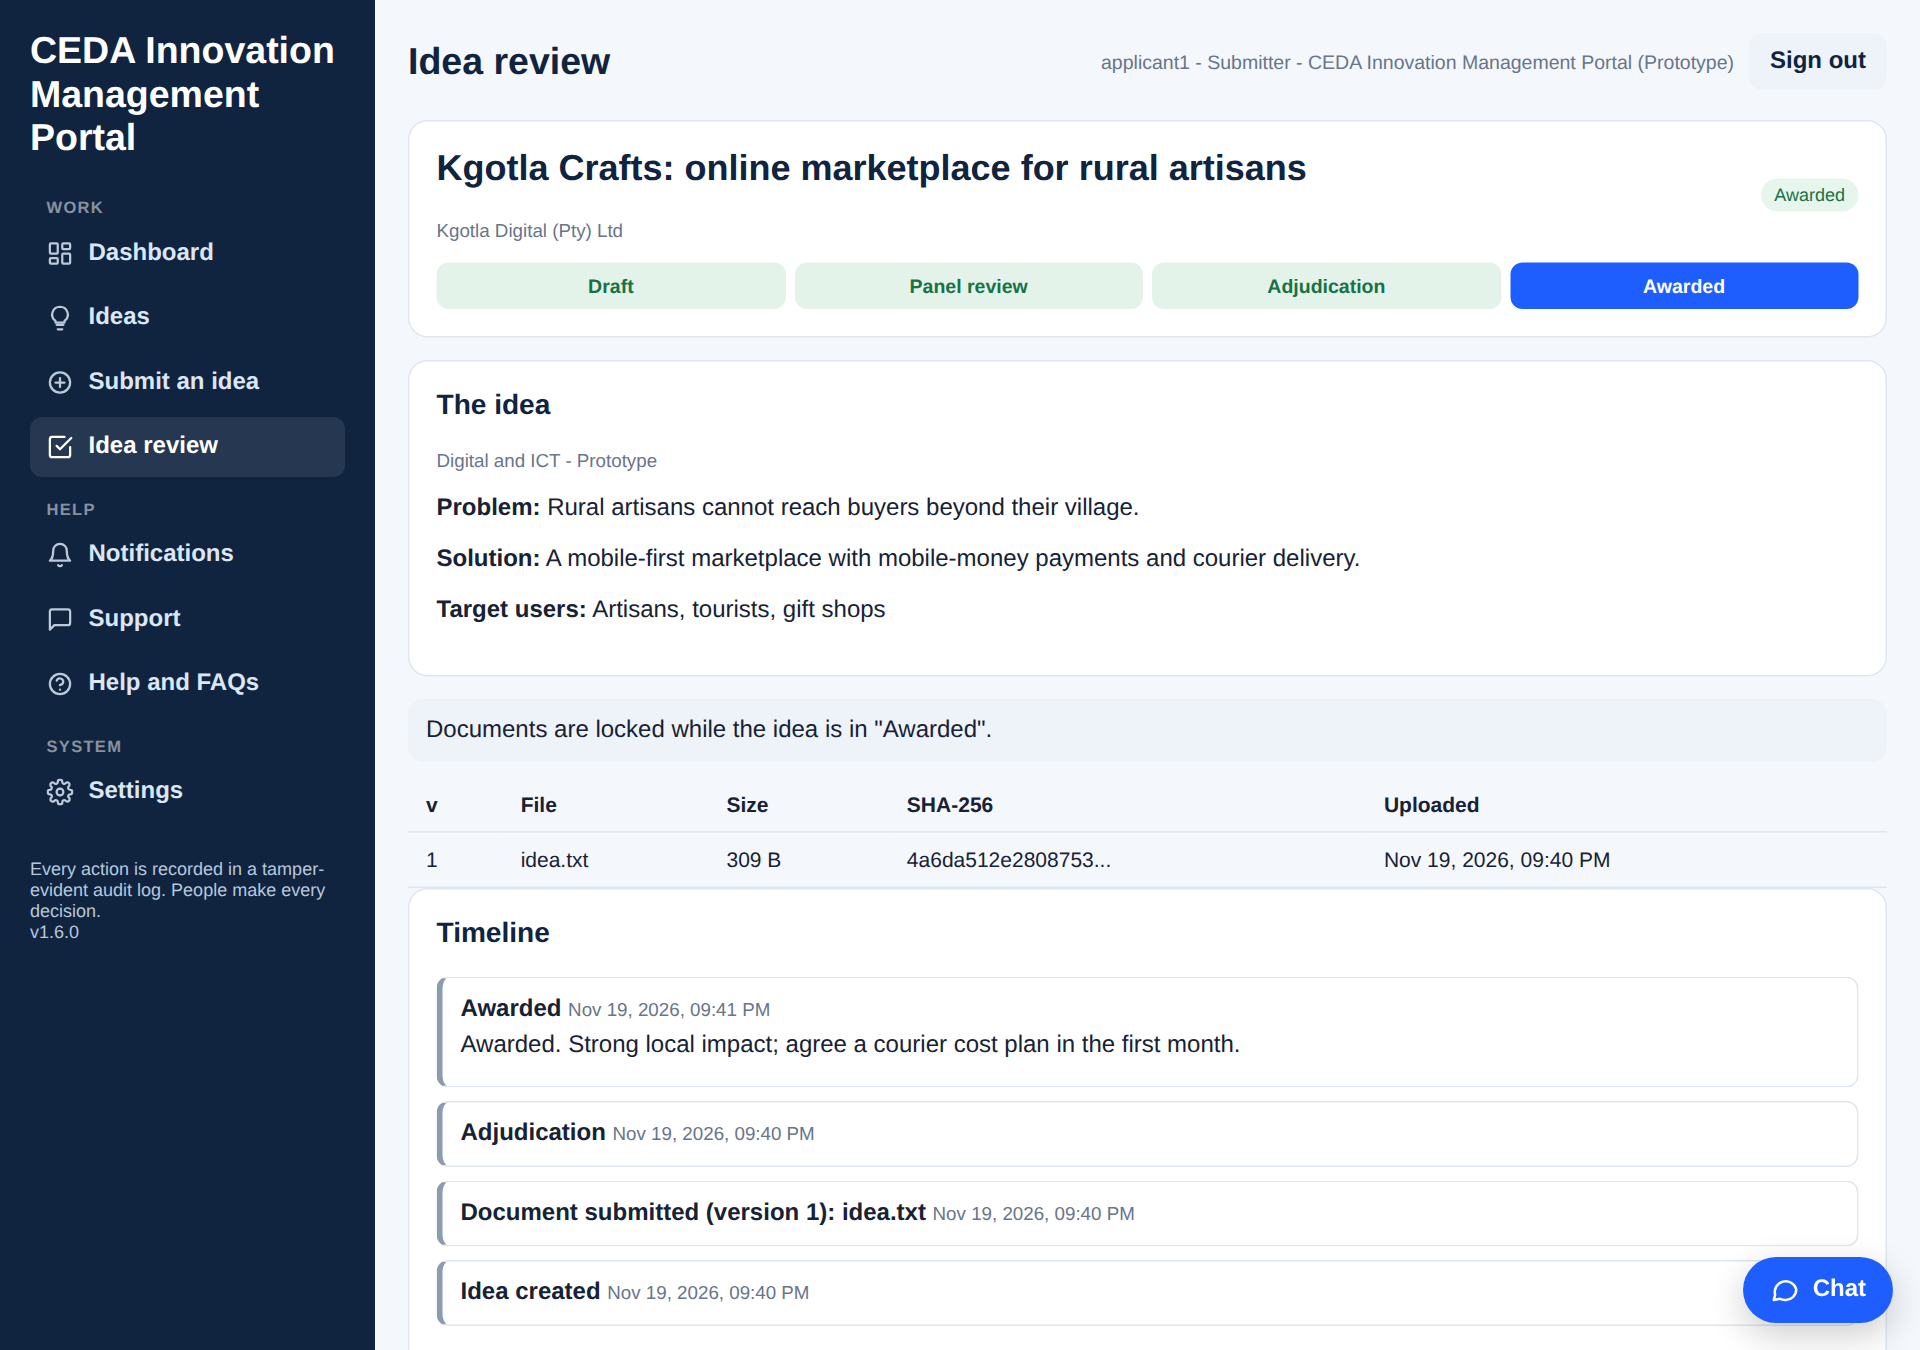 CEDA Innovation
Management
Portal
WORK
Dashboard
Ideas
Submit an idea
Idea review
HELP
Notifications
Support
Help and FAQs
SYSTEM
Settings
Every action is recorded in a tamper-
evident audit log. People make every
decision.
v1.6.0
Idea review
applicant1 - Submitter - CEDA Innovation Management Portal (Prototype)
Sign out
Kgotla Crafts: online marketplace for rural artisans
Awarded
Kgotla Digital (Pty) Ltd
Draft
Panel review
Adjudication
Awarded
The idea
Digital and ICT - Prototype
Problem: Rural artisans cannot reach buyers beyond their village.
Solution: A mobile-first marketplace with mobile-money payments and courier delivery.
Target users: Artisans, tourists, gift shops
Documents are locked while the idea is in "Awarded".
v File Size SHA-256 Uploaded
1 idea.txt 309 B 4a6da512e2808753... Nov 19, 2026, 09:40 PM
Timeline
Awarded Nov 19, 2026, 09:41 PM
Awarded. Strong local impact; agree a courier cost plan in the first month.
Adjudication Nov 19, 2026, 09:40 PM
Document submitted (version 1): idea.txt Nov 19, 2026, 09:40 PM
Idea created Nov 19, 2026, 09:40 PM
Chat